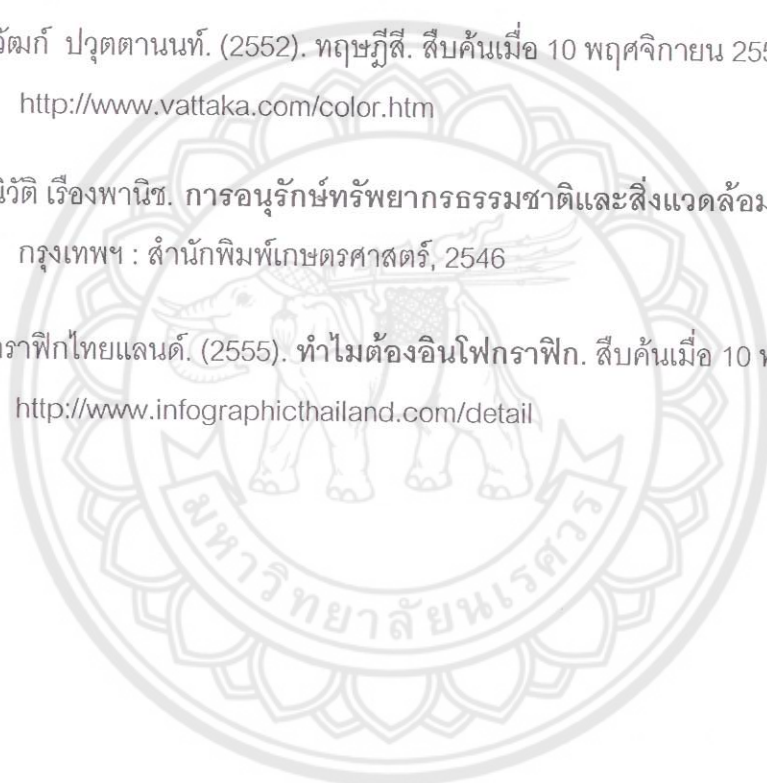 วัฒก์ ปวุตตานนท์. (2552). ทฤษฎีสี. สืบค้นเมื่อ 10 พฤศจิกายน 255
http://www.vattaka.com/color.htm
นิวัติ เรืองพานิช. การอนุรักษ์ทรัพยากรธรรมชาติและสิ่งแวดล้อม
กรุงเทพฯ : สำนักพิมพ์เกษตรศาสตร์, 2546
กราฟิกไทยแลนด์. (2555). ทำไมต้องอินโฟกราฟิก. สืบค้นเมื่อ 10 พ
http://www.infographicthailand.com/detail
มหาวิทยาลัยนเรศวร